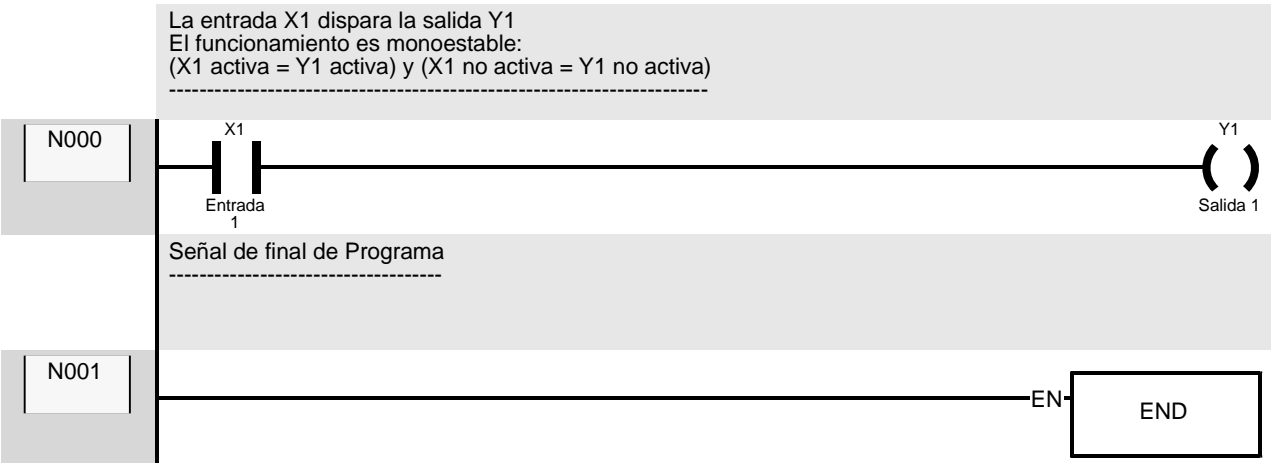 La entrada X1 dispara la salida Y1
El funcionamiento es monoestable:
(X1 activa = Y1 activa) y (X1 no activa = Y1 no activa)
-----------------------------------------------------------------------
N000
X1
Y1
Entrada
1
Salida 1
Señal de final de Programa
------------------------------------
N001
EN
END